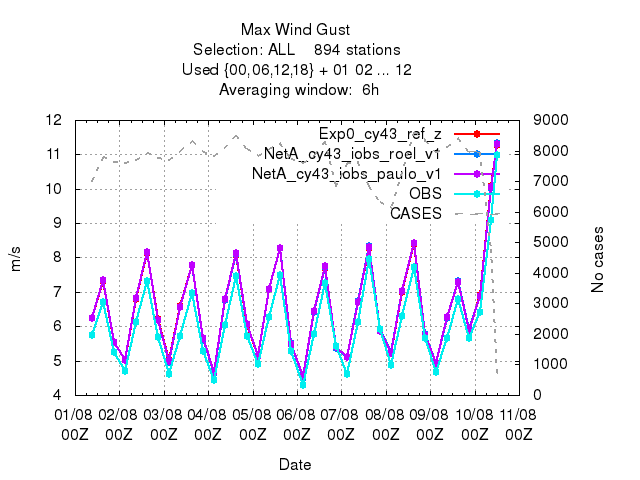 Max Wind Gust
Selection: ALL    894 stations
Used {00,06,12,18} + 01 02 ... 12
Averaging window:  6h
12
11
10
9
8
7
6
5
4
m/s
9000
8000
7000
6000
5000
4000
3000
2000
1000
0
No cases
Exp0_cy43_ref_z
NetA_cy43_iobs_roel_v1
NetA_cy43_iobs_paulo_v1
OBS
CASES
01/08 02/08 03/08 04/08 05/08 06/08 07/08 08/08 09/08 10/08 11/08
00Z 00Z 00Z 00Z 00Z 00Z 00Z 00Z 00Z 00Z 00Z
Date